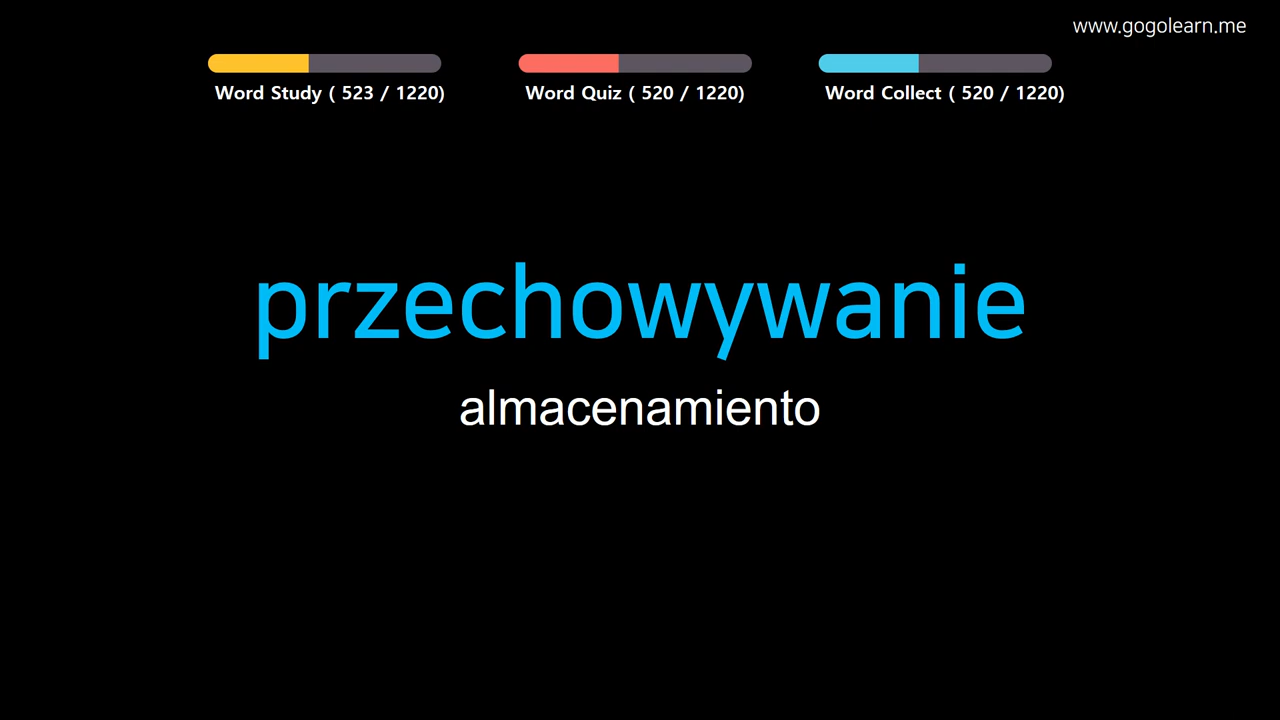 www.gogolearn.me
Word Study ( 523 / 1220)
Word Quiz ( 520 / 1220)
Word Collect ( 520 / 1220)
przechowywanie
almacenamiento